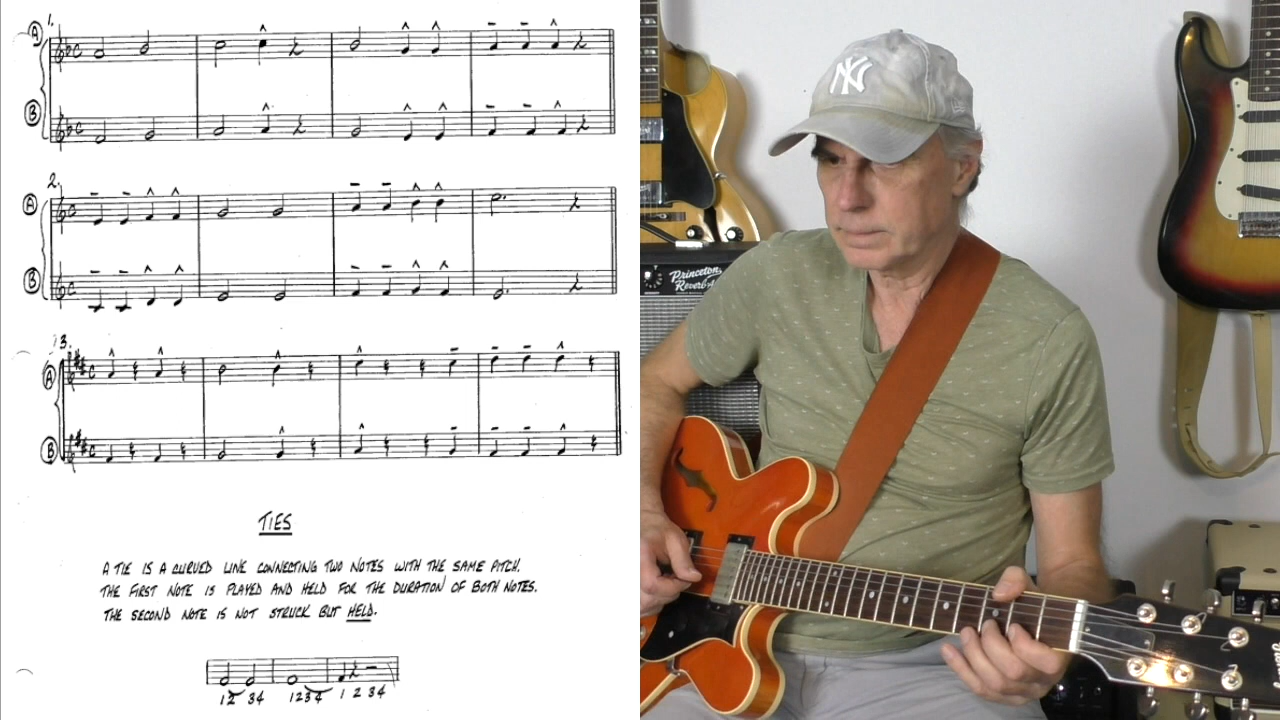 1.
A
B
2.
A
B
3.
A
B
TIES
A TIE IS A CURVED LINE CONNECTING TWO NOTES WITH THE SAME PITCH.
THE FIRST NOTE IS PLAYED AND HELD FOR THE DURATION OF BOTH NOTES.
THE SECOND NOTE IS NOT STRUCK BUT HELD.
12 34 1234 1 2 34
NY
Princeton
Reverb